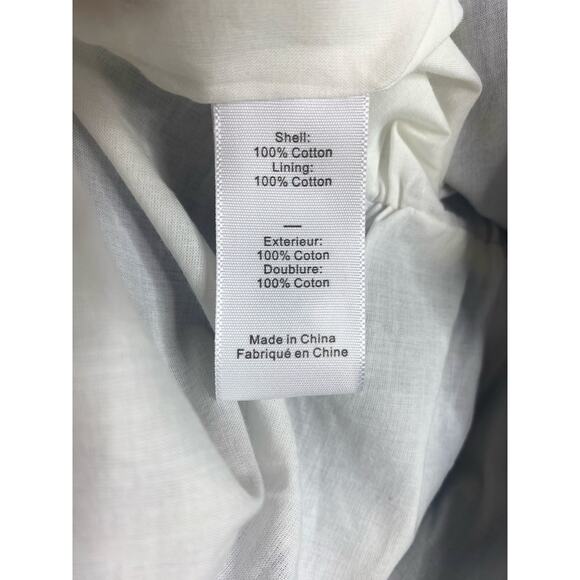 Shell:
100% Cotton
Lining:
100% Cotton
—
Exterieur:
100% Coton
Doublure:
100% Coton
Made in China
Fabriqué en Chine